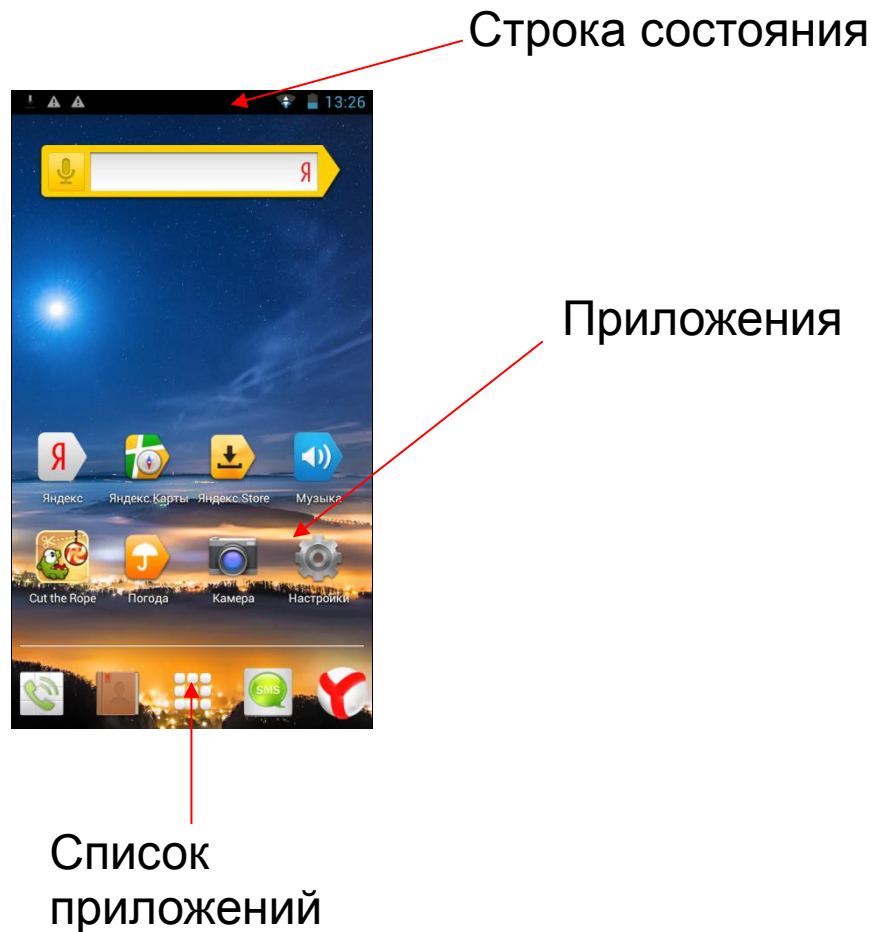 Строка состояния
13:26
Я
Приложения
Я
Яндекс Яндекс.Карты Яндекс.Store Музыка
Cut the Rope Погода Камера Настройки
SMS
Список
приложений